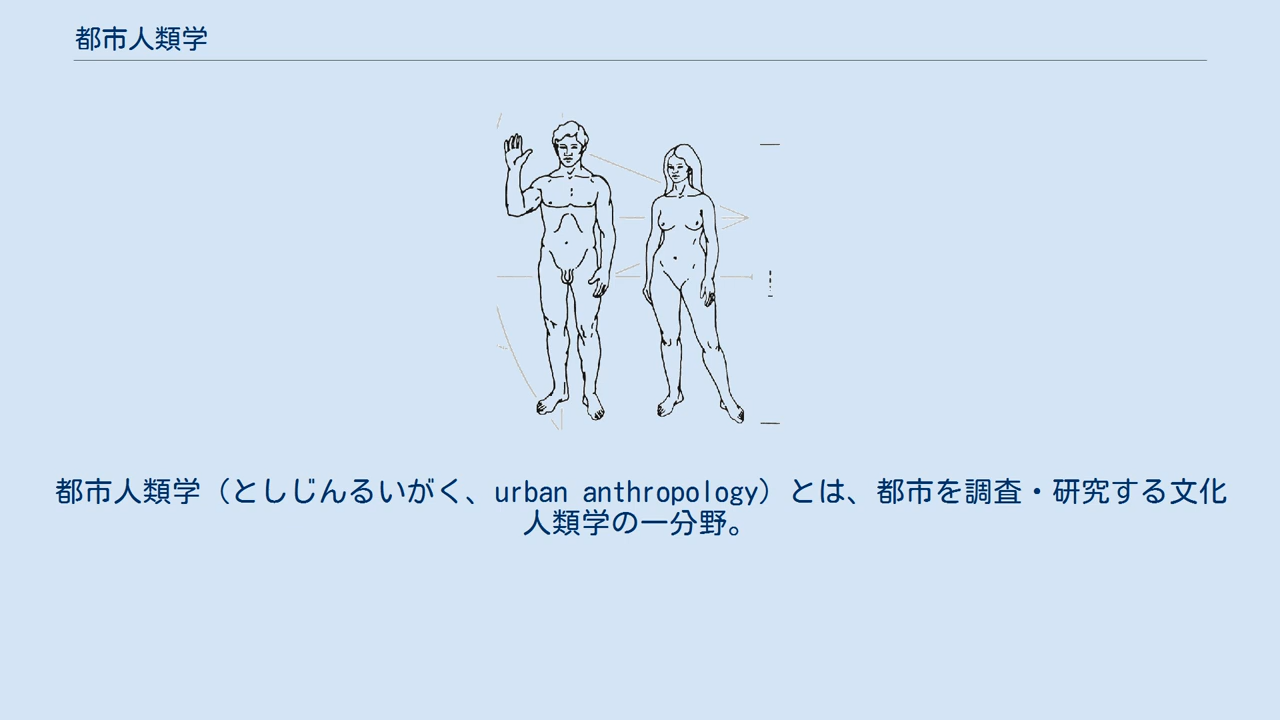 都市人類学
都市人類学（としじんるいがく、urban anthropology）とは、都市を調査・研究する文化
人類学の一分野。